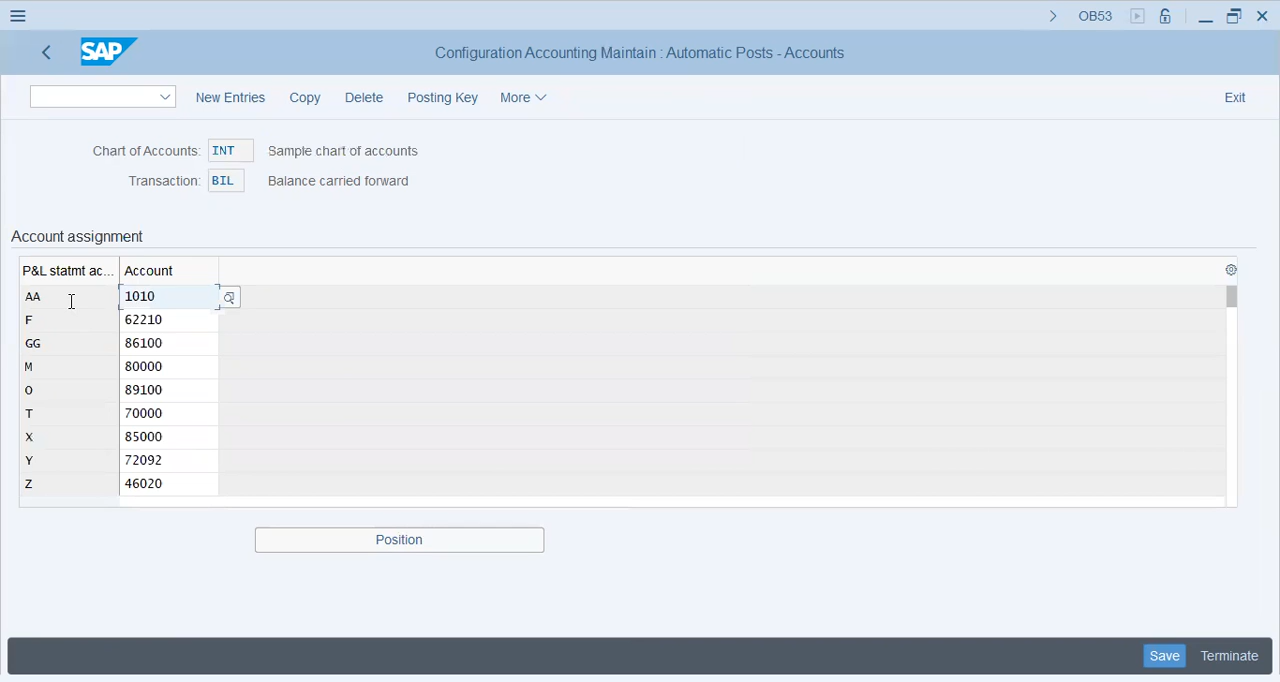 OB53
SAP Configuration Accounting Maintain : Automatic Posts - Accounts
New Entries Copy Delete Posting Key More Exit
Chart of Accounts: INT Sample chart of accounts
Transaction: BIL Balance carried forward
Account assignment
P&L statmt ac... Account
AA 1010
F 62210
GG 86100
M 80000
O 89100
T 70000
X 85000
Y 72092
Z 46020
Position
Save Terminate